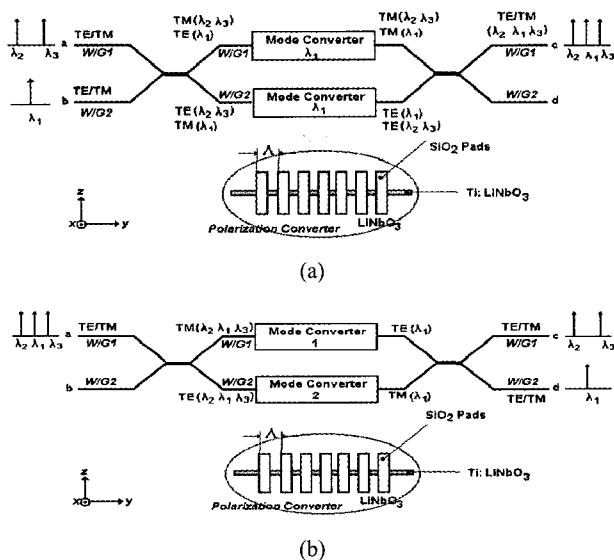 TM(λ2 λ3)
TE(λ1)
TM(λ2 λ3)
TM(λ1)
TE/TM
(λ2 λ1 λ3)
λ2 λ3 a TE/TM
W/G1
W/G1
Mode Converter
λ1
W/G1
c
λ2 λ1 λ3
b TE/TM
W/G2
λ1
W/G2
Mode Converter
λ1
W/G2
d
TE(λ2 λ3)
TM(λ1)
TE(λ1)
TE(λ2 λ3)
SiO2 Pads
Λ
Ti: LiNbO3
LiNbO3
Polarization Converter
z
x y
(a)
λ2 λ1 λ3 a TE/TM
W/G1
TM(λ2 λ1 λ3)
W/G1
Mode Converter
1
TE(λ1)
TE/TM
W/G1
c
λ2 λ3
b W/G2
W/G2
TE(λ2 λ1 λ3)
Mode Converter
2
TM(λ1)
W/G2
TE/TM
d
λ1
SiO2 Pads
Λ
Ti: LiNbO3
LiNbO3
Polarization Converter
z
x y
(b)